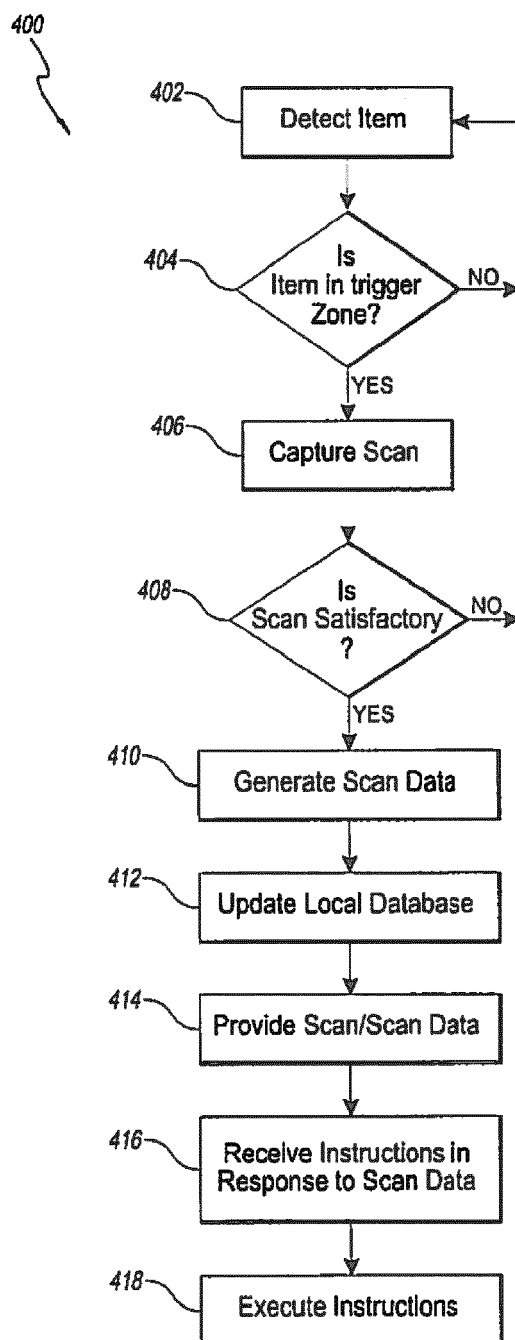 400
402
Detect Item
404
Is
Item in trigger
Zone?
NO
YES
406
Capture Scan
408
Is
Scan Satisfactory
?
NO
YES
410
Generate Scan Data
412
Update Local Database
414
Provide Scan/Scan Data
416
Receive Instructions in
Response to Scan Data
418
Execute Instructions